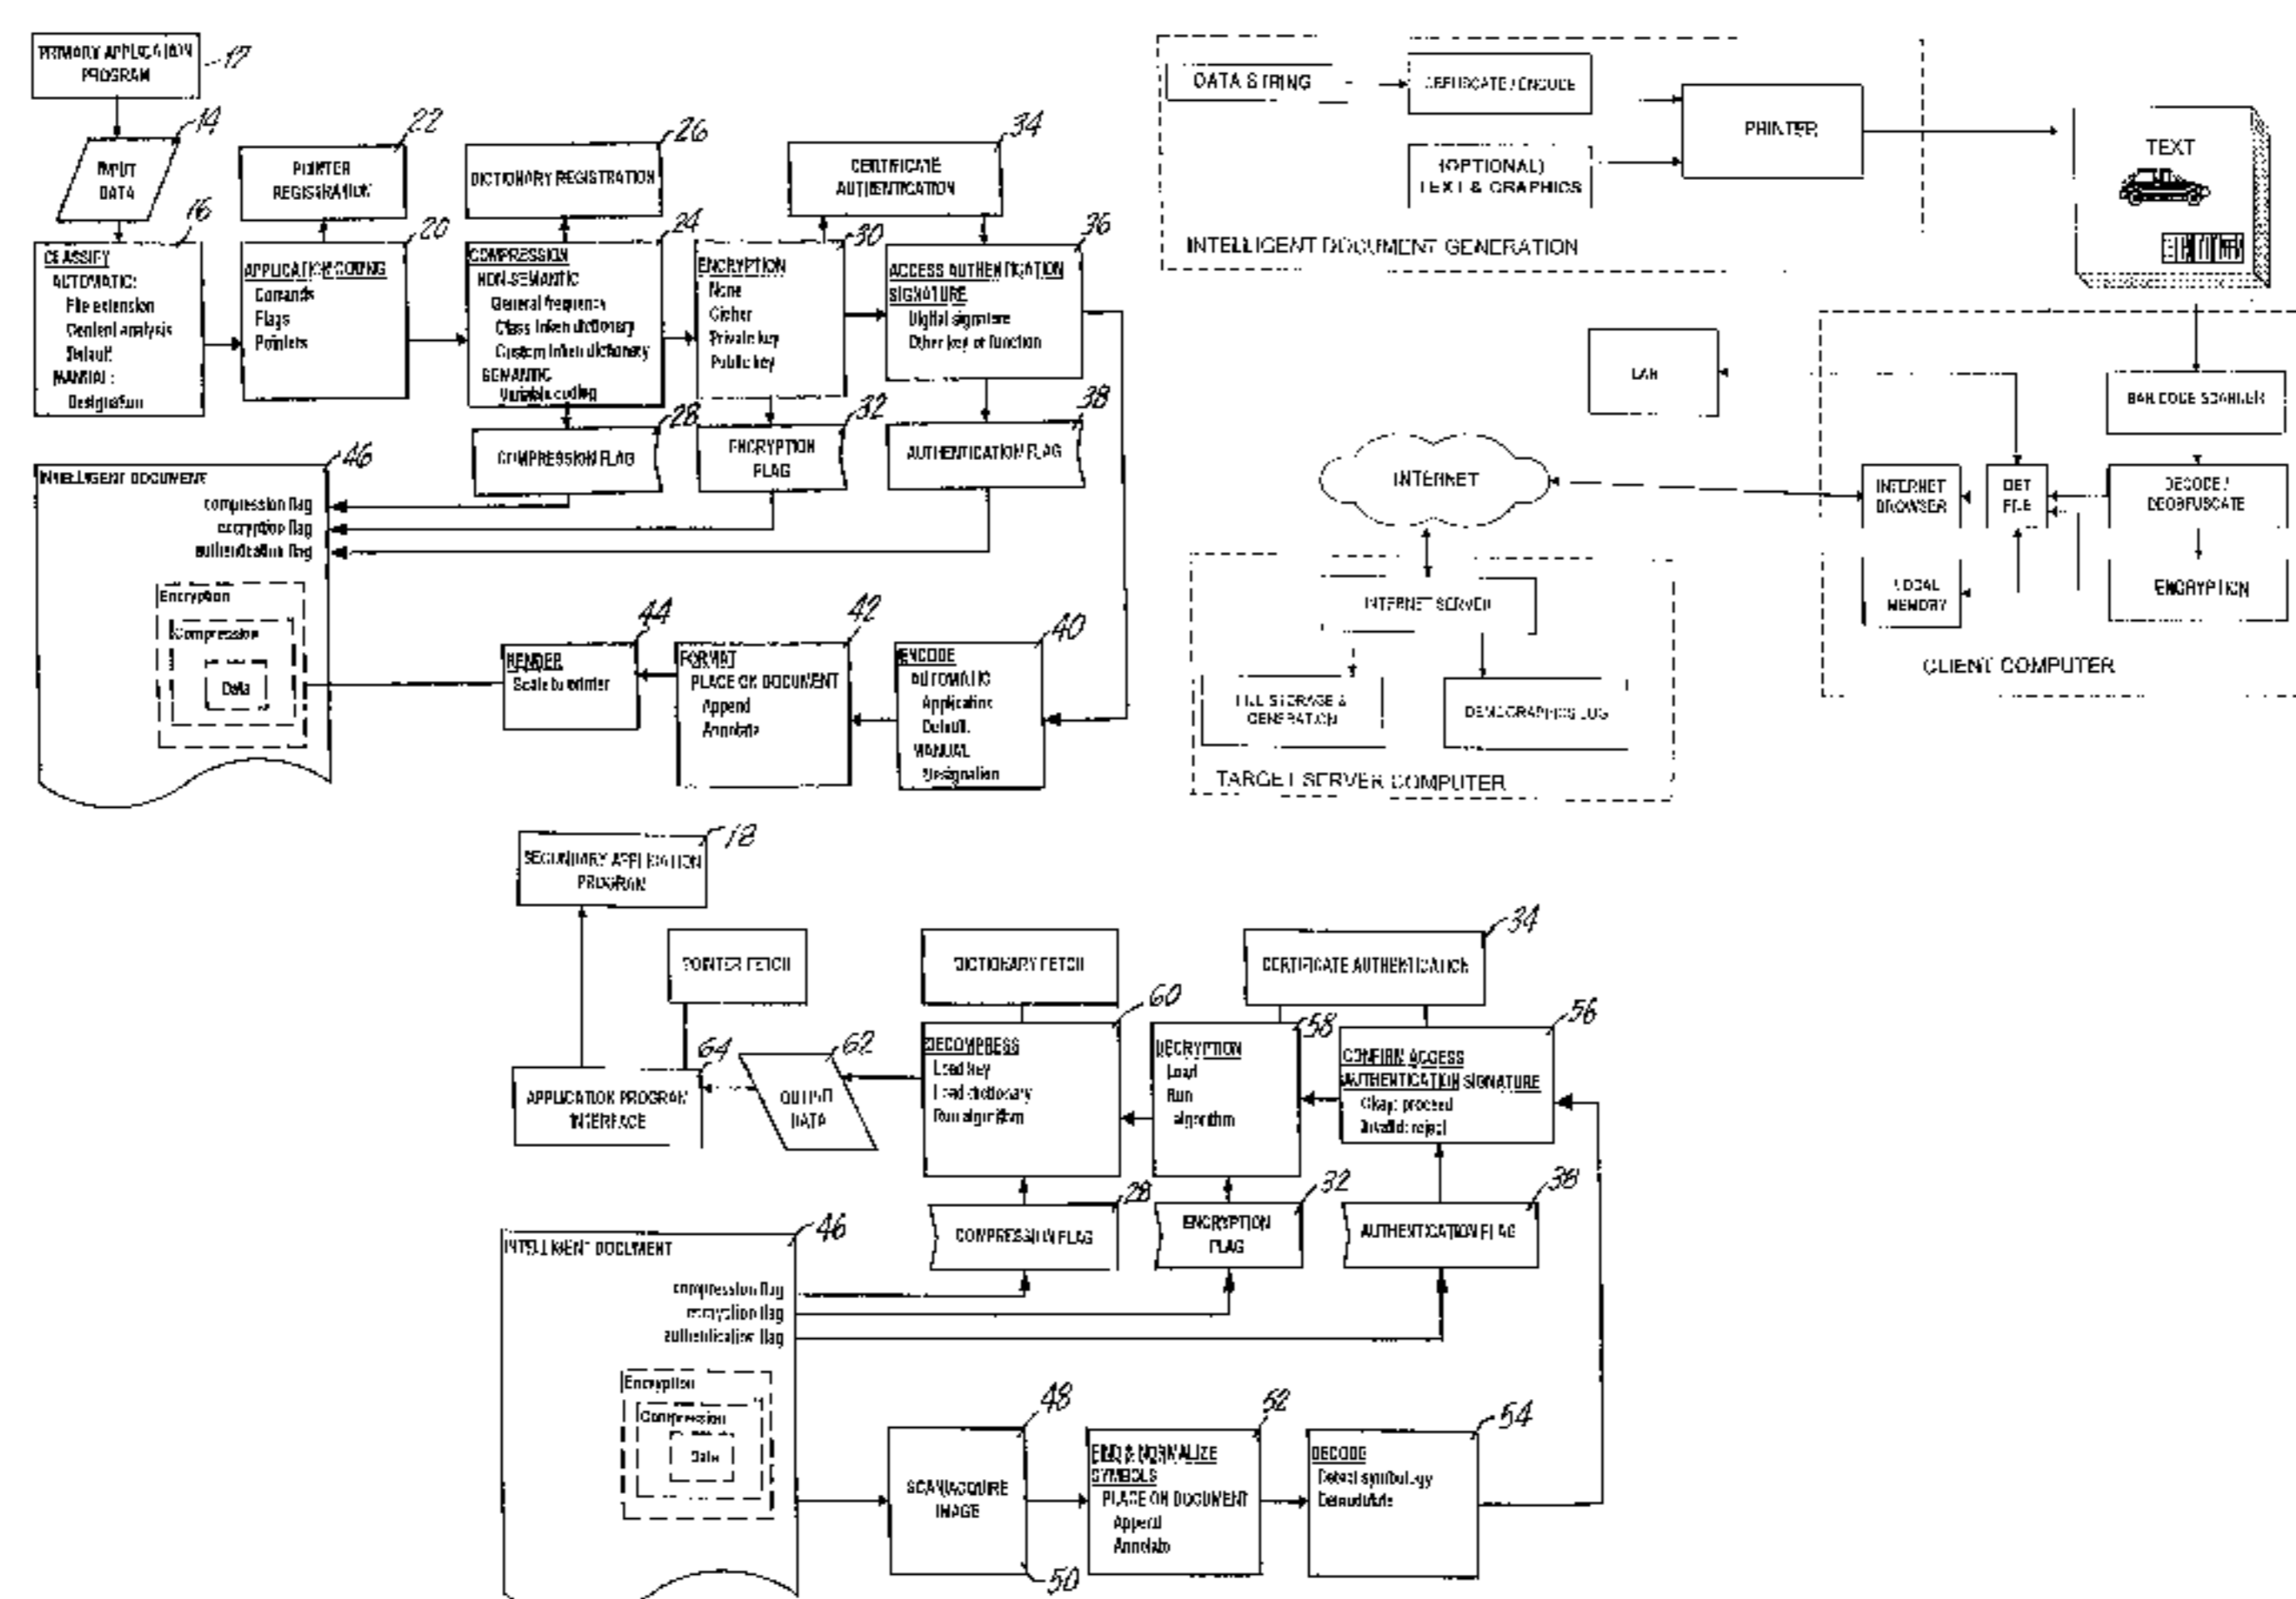 PRIMARY APPLICATION
PROGRAM
12
INPUT
DATA
14
POINTER
REGISTRATION
22
DICTIONARY REGISTRATION
26
CERTIFICATE
AUTHENTICATION
34
CLASSIFY
AUTOMATIC:
File extension
Content analysis
Default
MANUAL:
Designation
16
APPLICATION CODING
Comands
Flags
Pointers
20
COMPRESSION
NON-SEMANTIC
General frequency
Class token dictionary
Custom token dictionary
SEMANTIC
Variable coding
24
ENCRYPTION
None
Cipher
Private key
Public key
30
ACCESS AUTHENTICATION
SIGNATURE
Digital signature
Other key or function
36
COMPRESSION FLAG
28
ENCRYPTION
FLAG
32
AUTHENTICATION FLAG
38
INTELLIGENT DOCUMENT
46
compression flag
encryption flag
authentication flag
Encryption
Compression
Data
RENDER
Scale to printer
44
FORMAT
PLACE ON DOCUMENT
Append
Annotate
42
ENCODE
AUTOMATIC
Application
Default
MANUAL
Designation
40
DATA STRING
OBFUSCATE / ENCODE
(OPTIONAL)
TEXT & GRAPHICS
PRINTER
INTELLIGENT DOCUMENT GENERATION
TEXT
LAN
BAR CODE SCANNER
INTERNET
INTERNET
BROWSER
GET
FILE
DECODE /
DEOBFUSCATE
LOCAL
MEMORY
ENCRYPTION
CLIENT COMPUTER
INTERNET SERVER
FILE STORAGE &
GENERATION
DEMOGRAPHICS LOG
TARGET SERVER COMPUTER
SECONDARY APPLICATION
PROGRAM
18
POINTER FETCH
DICTIONARY FETCH
CERTIFICATE AUTHENTICATION
34
APPLICATION PROGRAM
INTERFACE
64
OUTPUT
DATA
62
DECOMPRESS
Load key
Load dictionary
Run algorithm
60
DECRYPTION
Load
Run
algorithm
58
CONFIRM ACCESS
AUTHENTICATION SIGNATURE
Okay: proceed
Invalid: reject
56
COMPRESSION FLAG
28
ENCRYPTION
FLAG
32
AUTHENTICATION FLAG
38
INTELLIGENT DOCUMENT
46
compression flag
encryption flag
authentication flag
Encryption
Compression
Data
SCAN/ACQUIRE
IMAGE
48
50
FIND & NORMALIZE
SYMBOLS
PLACE ON DOCUMENT
Append
Annotate
52
DECODE
Detect symbology
Demodulate
54